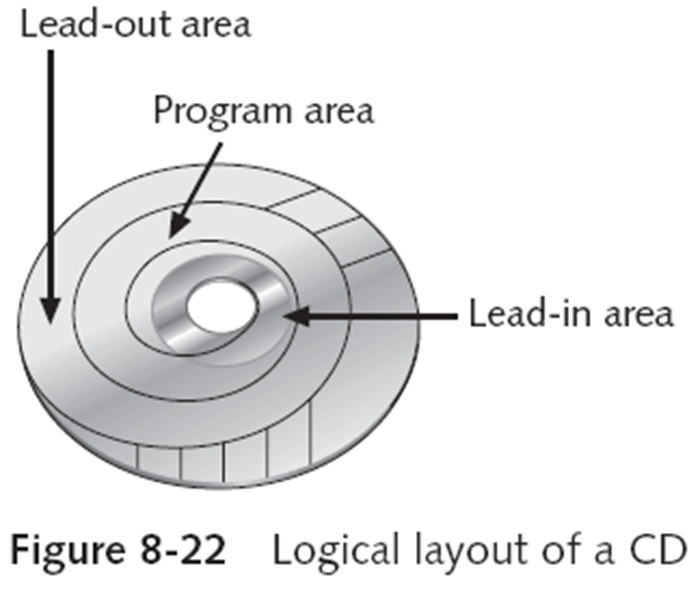 Lead-out area
Program area
Lead-in area
Figure 8-22 Logical layout of a CD